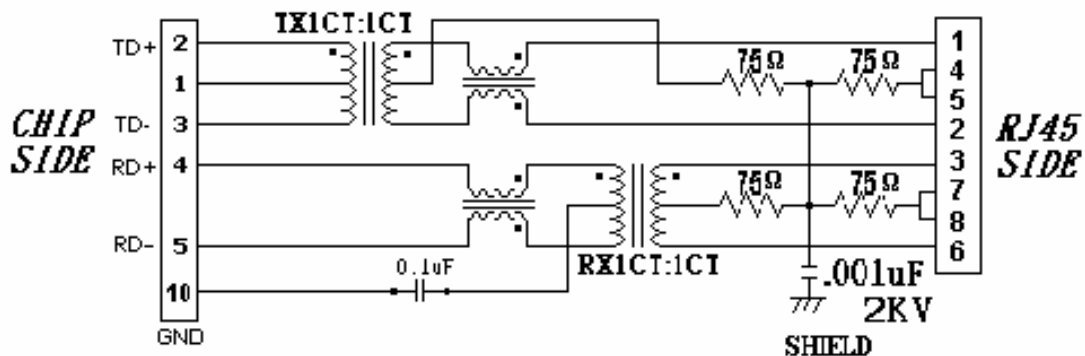 TX1CT:1CT
TD+ 2 1
1 75Ω 75Ω 4
5
CHIP SIDE TD- 3 2 RJ45 SIDE
RD+ 4 3
75Ω 75Ω 7
8
RD- 5 6
RX1CT:1CT
0.1uF .001uF
10 2KV
GND SHIELD